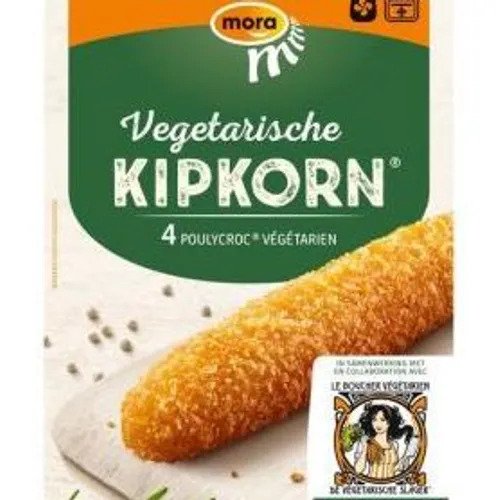 mora
m
Vegetarische
KIPKORN®
4 POULYCROC® VÉGÉTARIEN
IN SAMENWERKING MET
EN COLLABORATION AVEC
LE BOUCHER VÉGÉTARIEN
DE VEGETARISCHE SLAGER